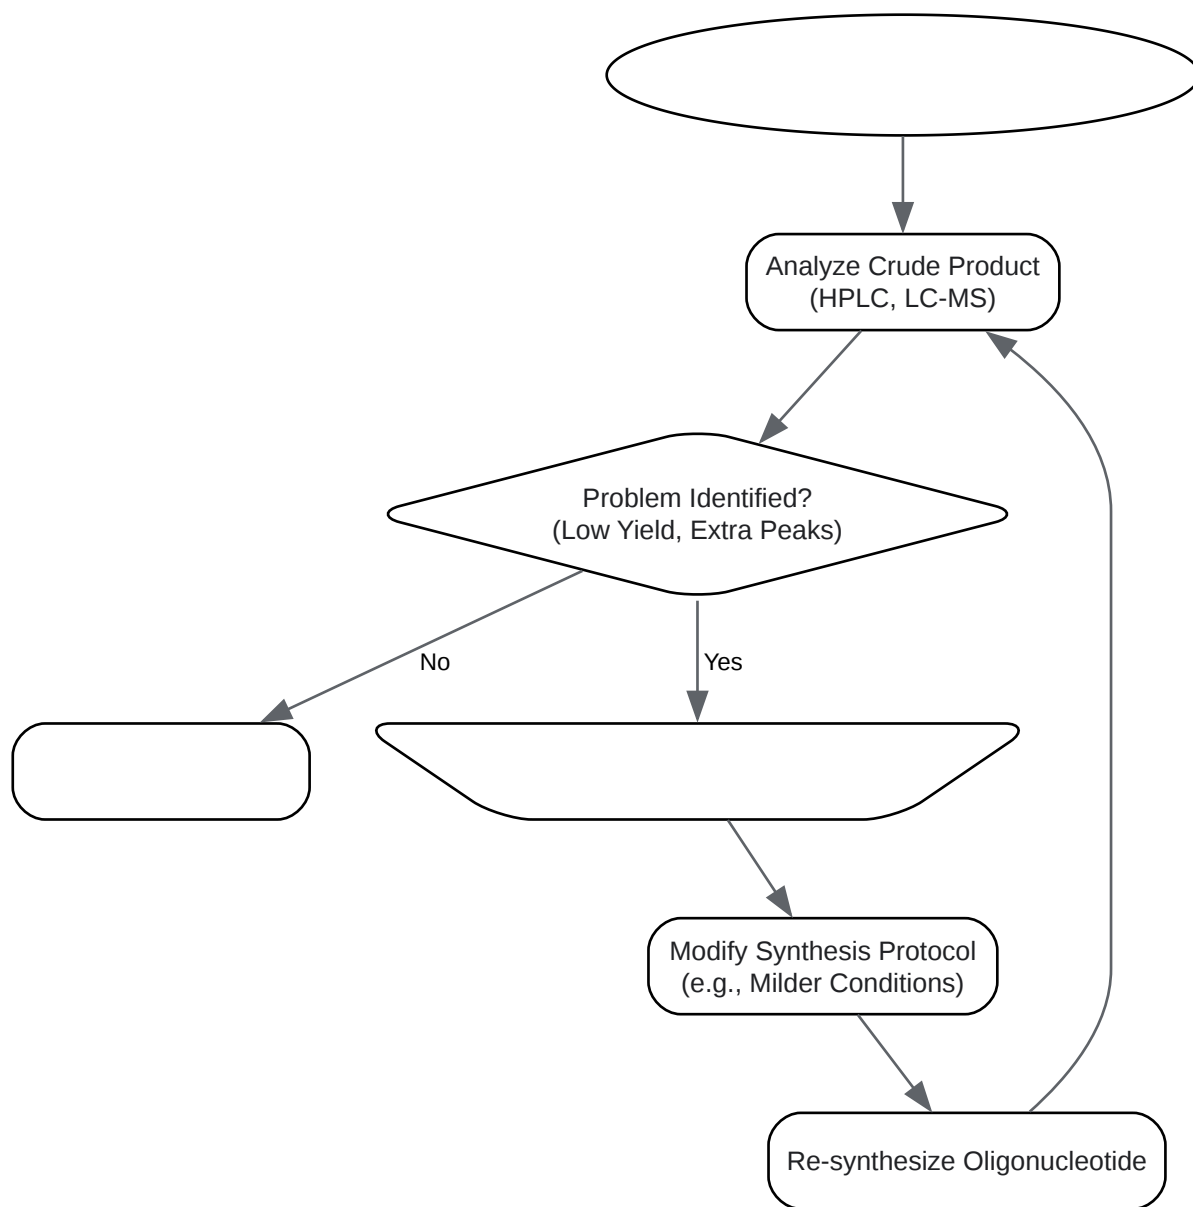 Analyze Crude Product
(HPLC, LC-MS)
Problem Identified?
(Low Yield, Extra Peaks)
No
Yes
Modify Synthesis Protocol
(e.g., Milder Conditions)
Re-synthesize Oligonucleotide